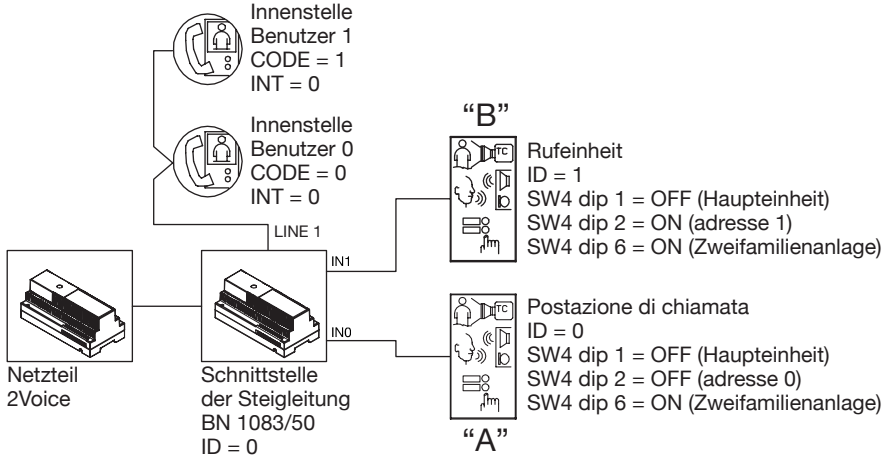 Innenstelle
Benutzer 1
CODE = 1
INT = 0
Innenstelle
Benutzer 0
CODE = 0
INT = 0
LINE 1
Netzteil
2Voice
Schnittstelle
der Steigleitung
BN 1083/50
ID = 0
IN1
IN0
“B”
TC
Rufeinheit
ID = 1
SW4 dip 1 = OFF (Haupteinheit)
SW4 dip 2 = ON (adresse 1)
SW4 dip 6 = ON (Zweifamilienanlage)
TC
Postazione di chiamata
ID = 0
SW4 dip 1 = OFF (Haupteinheit)
SW4 dip 2 = OFF (adresse 0)
SW4 dip 6 = ON (Zweifamilienanlage)
“A”